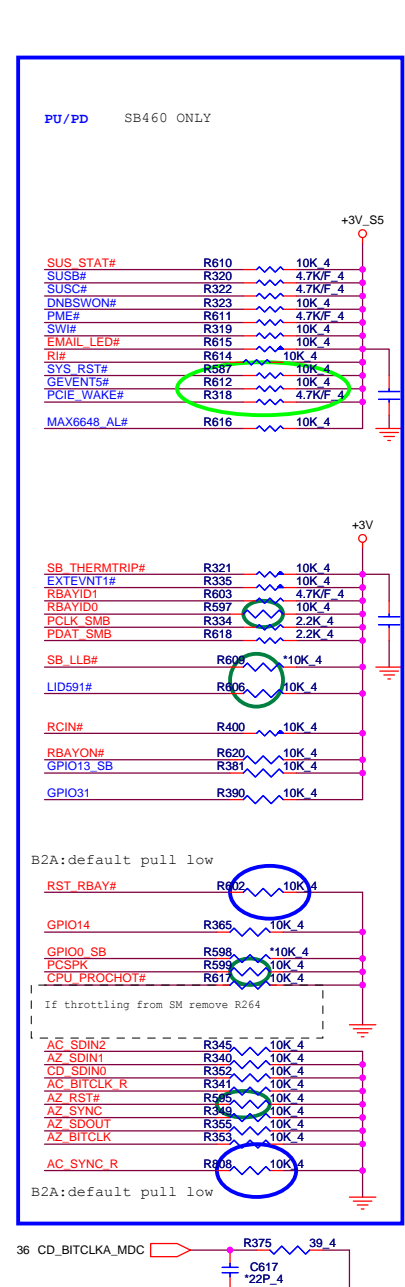 PU/PD SB460 ONLY
+3V_S5
SUS_STAT# R610 10K_4
SUSB# R320 4.7K/F_4
SUSC# R322 4.7K/F_4
DNBSWON# R323 10K_4
PME# R611 4.7K/F_4
SWI# R319 10K_4
EMAIL_LED# R615 10K_4
RI# R614 10K_4
SYS_RST# R587 10K_4
GEVENT5# R612 10K_4
PCIE_WAKE# R318 4.7K/F_4
MAX6648_AL# R616 10K_4
+3V
SB_THERMTRIP# R321 10K_4
EXTEVNT1# R335 10K_4
RBAYID1 R603 4.7K/F_4
RBAYID0 R597 10K_4
PCLK_SMB R334 2.2K_4
PDAT_SMB R618 2.2K_4
SB_LLB# R609 *10K_4
LID591# R606 10K_4
RCIN# R400 10K_4
RBAYON# R620 10K_4
GPIO13_SB R381 10K_4
GPIO31 R390 10K_4
B2A:default pull low
RST_RBAY# R602 10K_4
GPIO14 R365 10K_4
GPIO0_SB R598 *10K_4
PCSPK R599 10K_4
CPU_PROCHOT# R617 10K_4
If throttling from SM remove R264
AC_SDIN2 R345 10K_4
AZ_SDIN1 R340 10K_4
CD_SDIN0 R352 10K_4
AC_BITCLK_R R341 10K_4
AZ_RST# R595 10K_4
AZ_SYNC R349 10K_4
AZ_SDOUT R355 10K_4
AZ_BITCLK R353 10K_4
AC_SYNC_R R808 10K_4
B2A:default pull low
36 CD_BITCLKA_MDC R375 39_4
C617
*22P_4